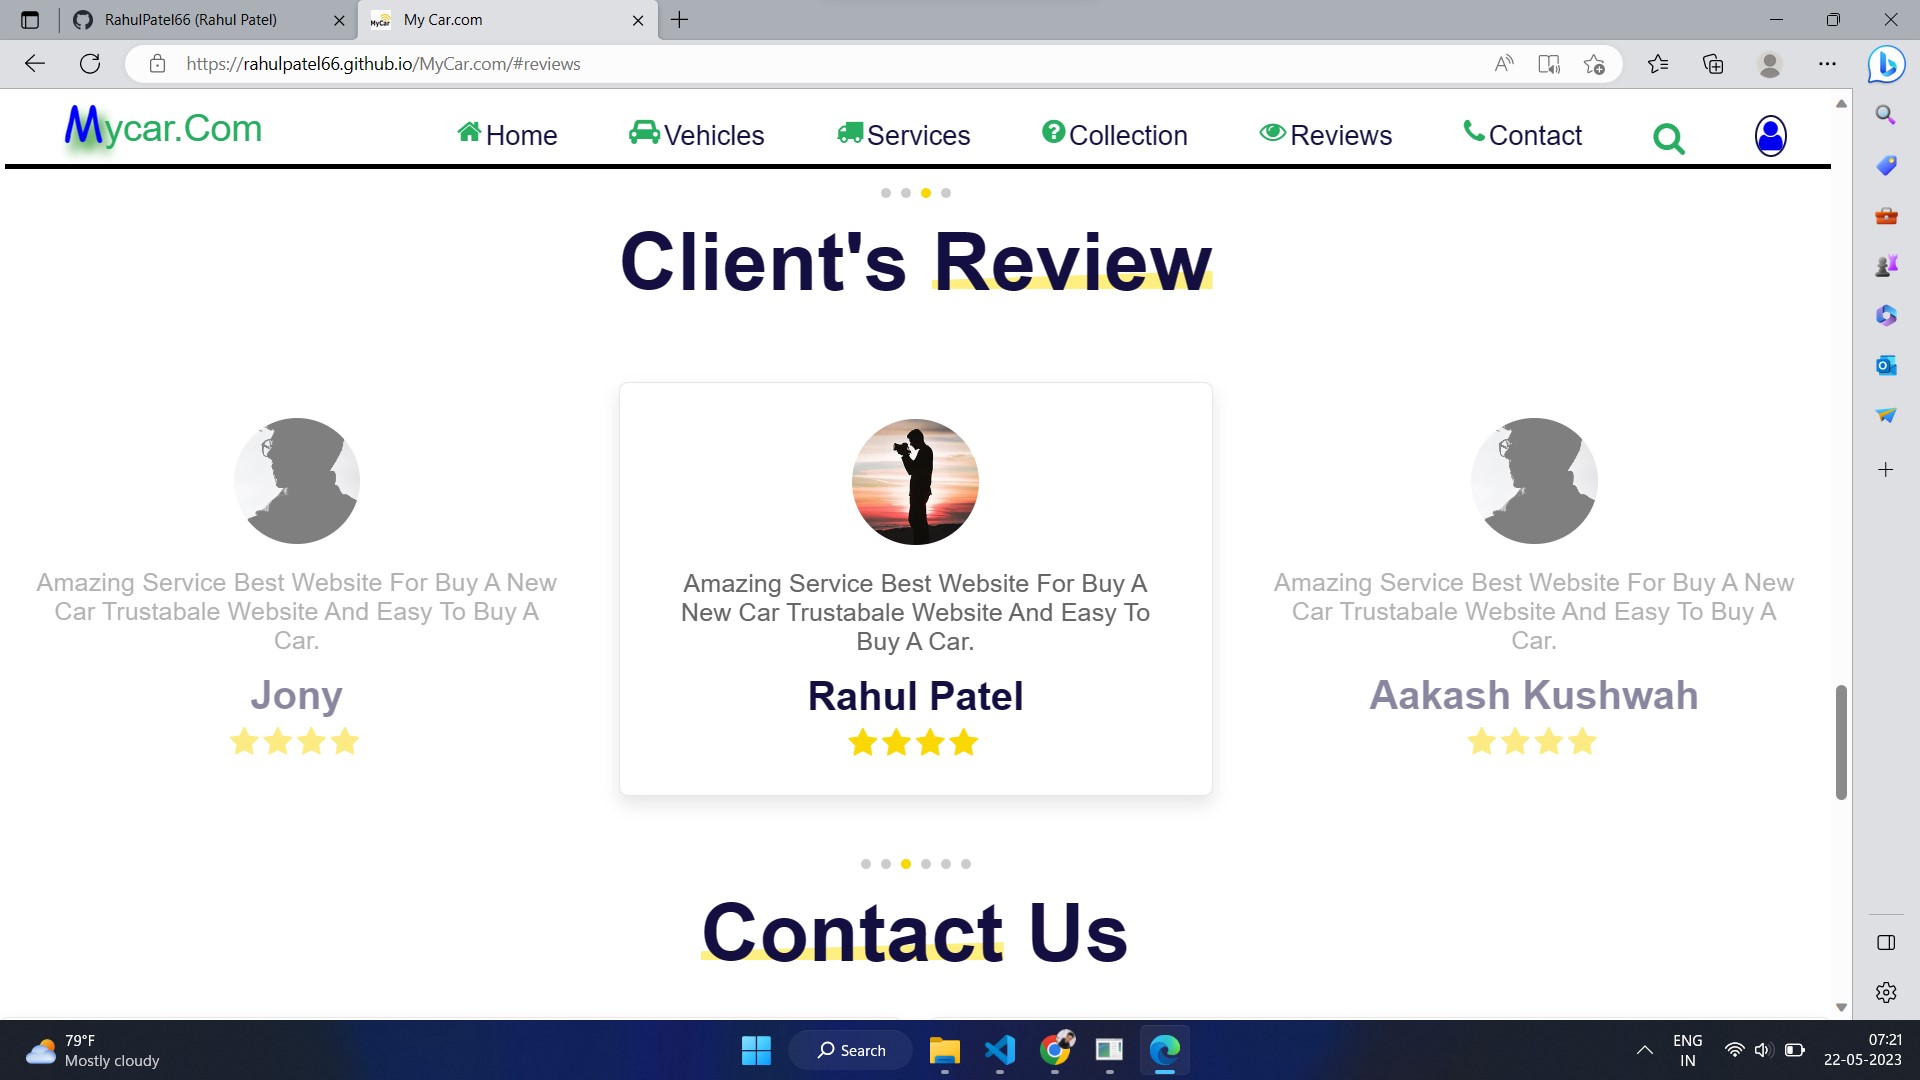 RahulPatel66 (Rahul Patel)
My Car.com
https://rahulpatel66.github.io/MyCar.com/#reviews
Mycar.Com
Home
Vehicles
Services
Collection
Reviews
Contact
Client's Review
Amazing Service Best Website For Buy A New
Car Trustabale Website And Easy To Buy A
Car.
Jony
Amazing Service Best Website For Buy A
New Car Trustabale Website And Easy To
Buy A Car.
Rahul Patel
Amazing Service Best Website For Buy A New
Car Trustabale Website And Easy To Buy A
Car.
Aakash Kushwah
Contact Us
79°F
Mostly cloudy
Search
ENG
IN
07:21
22-05-2023